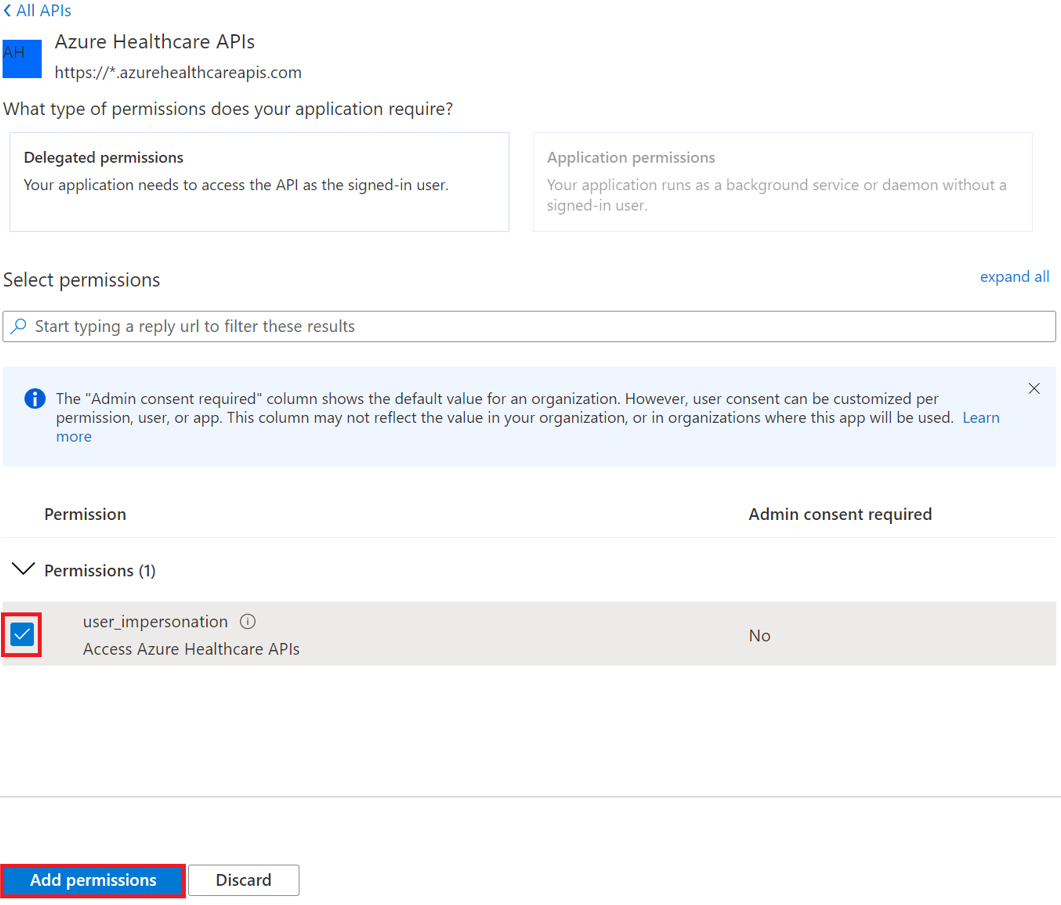 All APIs
AH
Azure Healthcare APIs
https://*.azurehealthcareapis.com
What type of permissions does your application require?
Delegated permissions
Your application needs to access the API as the signed-in user.
Application permissions
Your application runs as a background service or daemon without a
signed-in user.
Select permissions
expand all
Start typing a reply url to filter these results
The "Admin consent required" column shows the default value for an organization. However, user consent can be customized per
permission, user, or app. This column may not reflect the value in your organization, or in organizations where this app will be used. Learn
more
Permission
Admin consent required
Permissions (1)
user_impersonation
Access Azure Healthcare APIs
No
Add permissions
Discard